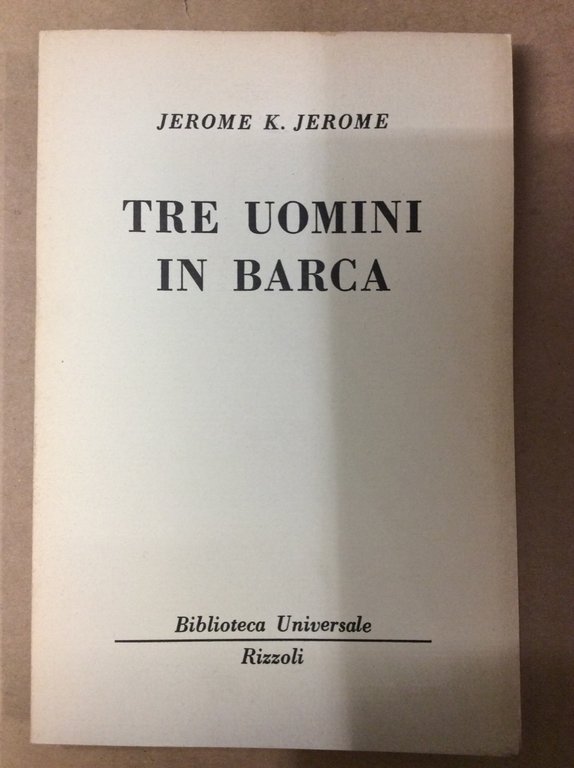 JEROME K. JEROME
TRE UOMINI
IN BARCA
Biblioteca Universale
Rizzoli